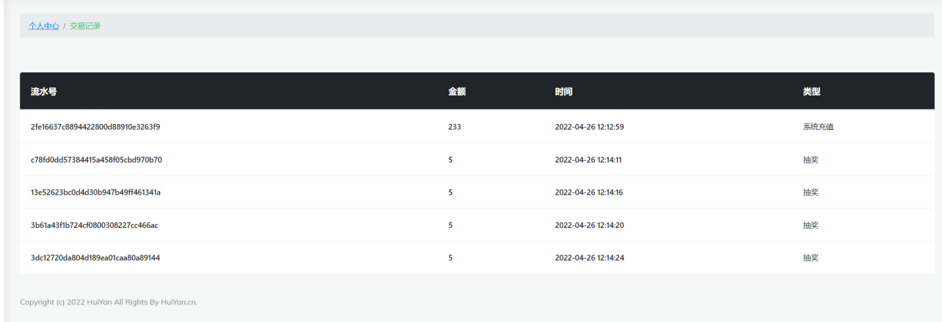 个人中心 / 交易记录
流水号 金额 时间 类型
2fe16637c8894422800d88910e3263f9 233 2022-04-26 12:12:59 系统充值
c78fd0dd57384415a458f05cbd970b70 5 2022-04-26 12:14:11 抽奖
13e52623bc0d4d30b947b49ff461341a 5 2022-04-26 12:14:16 抽奖
3b61a43f1b724cf0800308227cc466ac 5 2022-04-26 12:14:20 抽奖
3dc12720da804d189ea01caa80a89144 5 2022-04-26 12:14:24 抽奖
Copyright (c) 2022 HuiYan All Rights By HuiYan.cn.